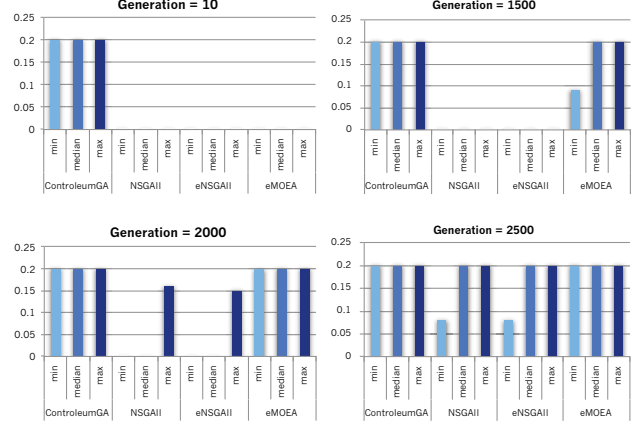 Generation = 10
0.25
0.2
0.15
0.1
0.05
0
min median max min median max min median max min median max
ControleumGA NSGAII eNSGAII eMOEA
Generation = 1500
0.25
0.2
0.15
0.1
0.05
0
min median max min median max min median max min median max
ControleumGA NSGAII eNSGAII eMOEA
Generation = 2000
0.25
0.2
0.15
0.1
0.05
0
min median max min median max min median max min median max
ControleumGA NSGAII eNSGAII eMOEA
Generation = 2500
0.25
0.2
0.15
0.1
0.05
0
min median max min median max min median max min median max
ControleumGA NSGAII eNSGAII eMOEA